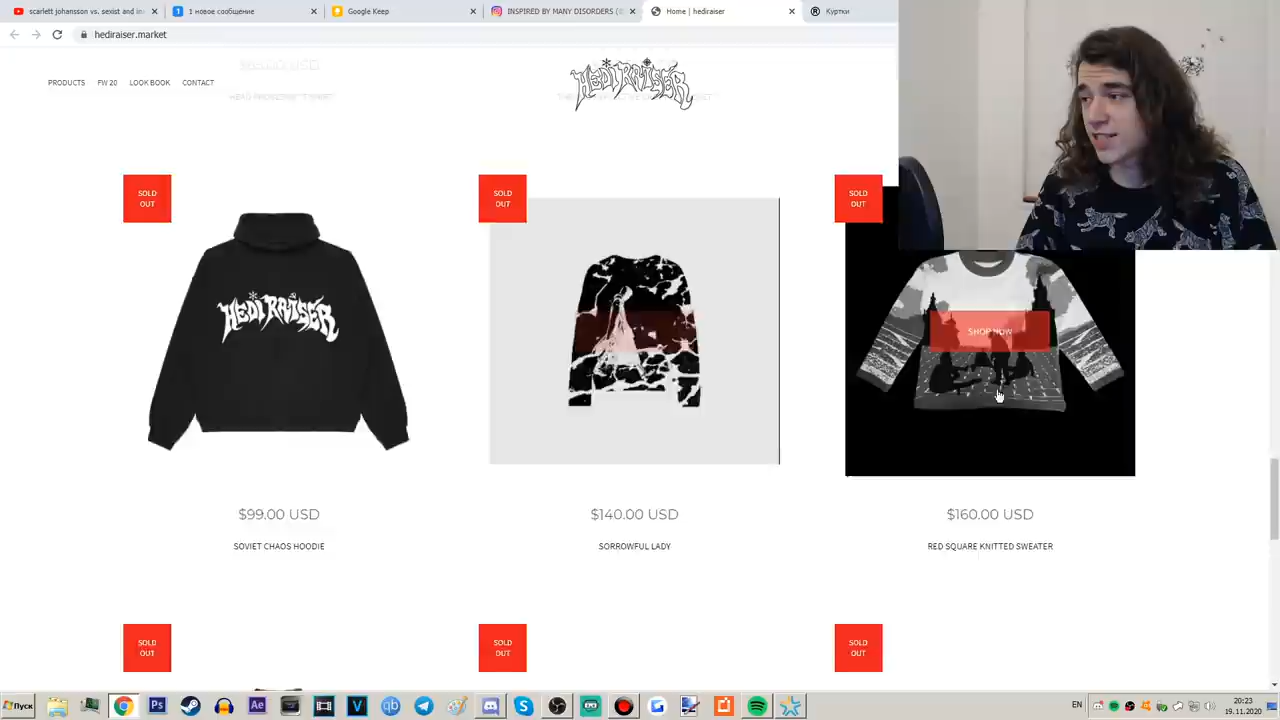 scarlett johansson vs. sexist and in
1 новое сообщение
Google Keep
INSPIRED BY MANY DISORDERS (@
Home | hediraiser
Куртки
hediraiser.market
PRODUCTS FW 20 LOOK BOOK CONTACT
HEDIRAISER
SOLD OUT
SOLD OUT
SOLD OUT
HEDIRAISER
SHOP NOW
$99.00 USD
$140.00 USD
$160.00 USD
SOVIET CHAOS HOODIE
SORROWFUL LADY
RED SQUARE KNITTED SWEATER
SOLD OUT
SOLD OUT
SOLD OUT
Пуск
EN
20:23
19.11.2020